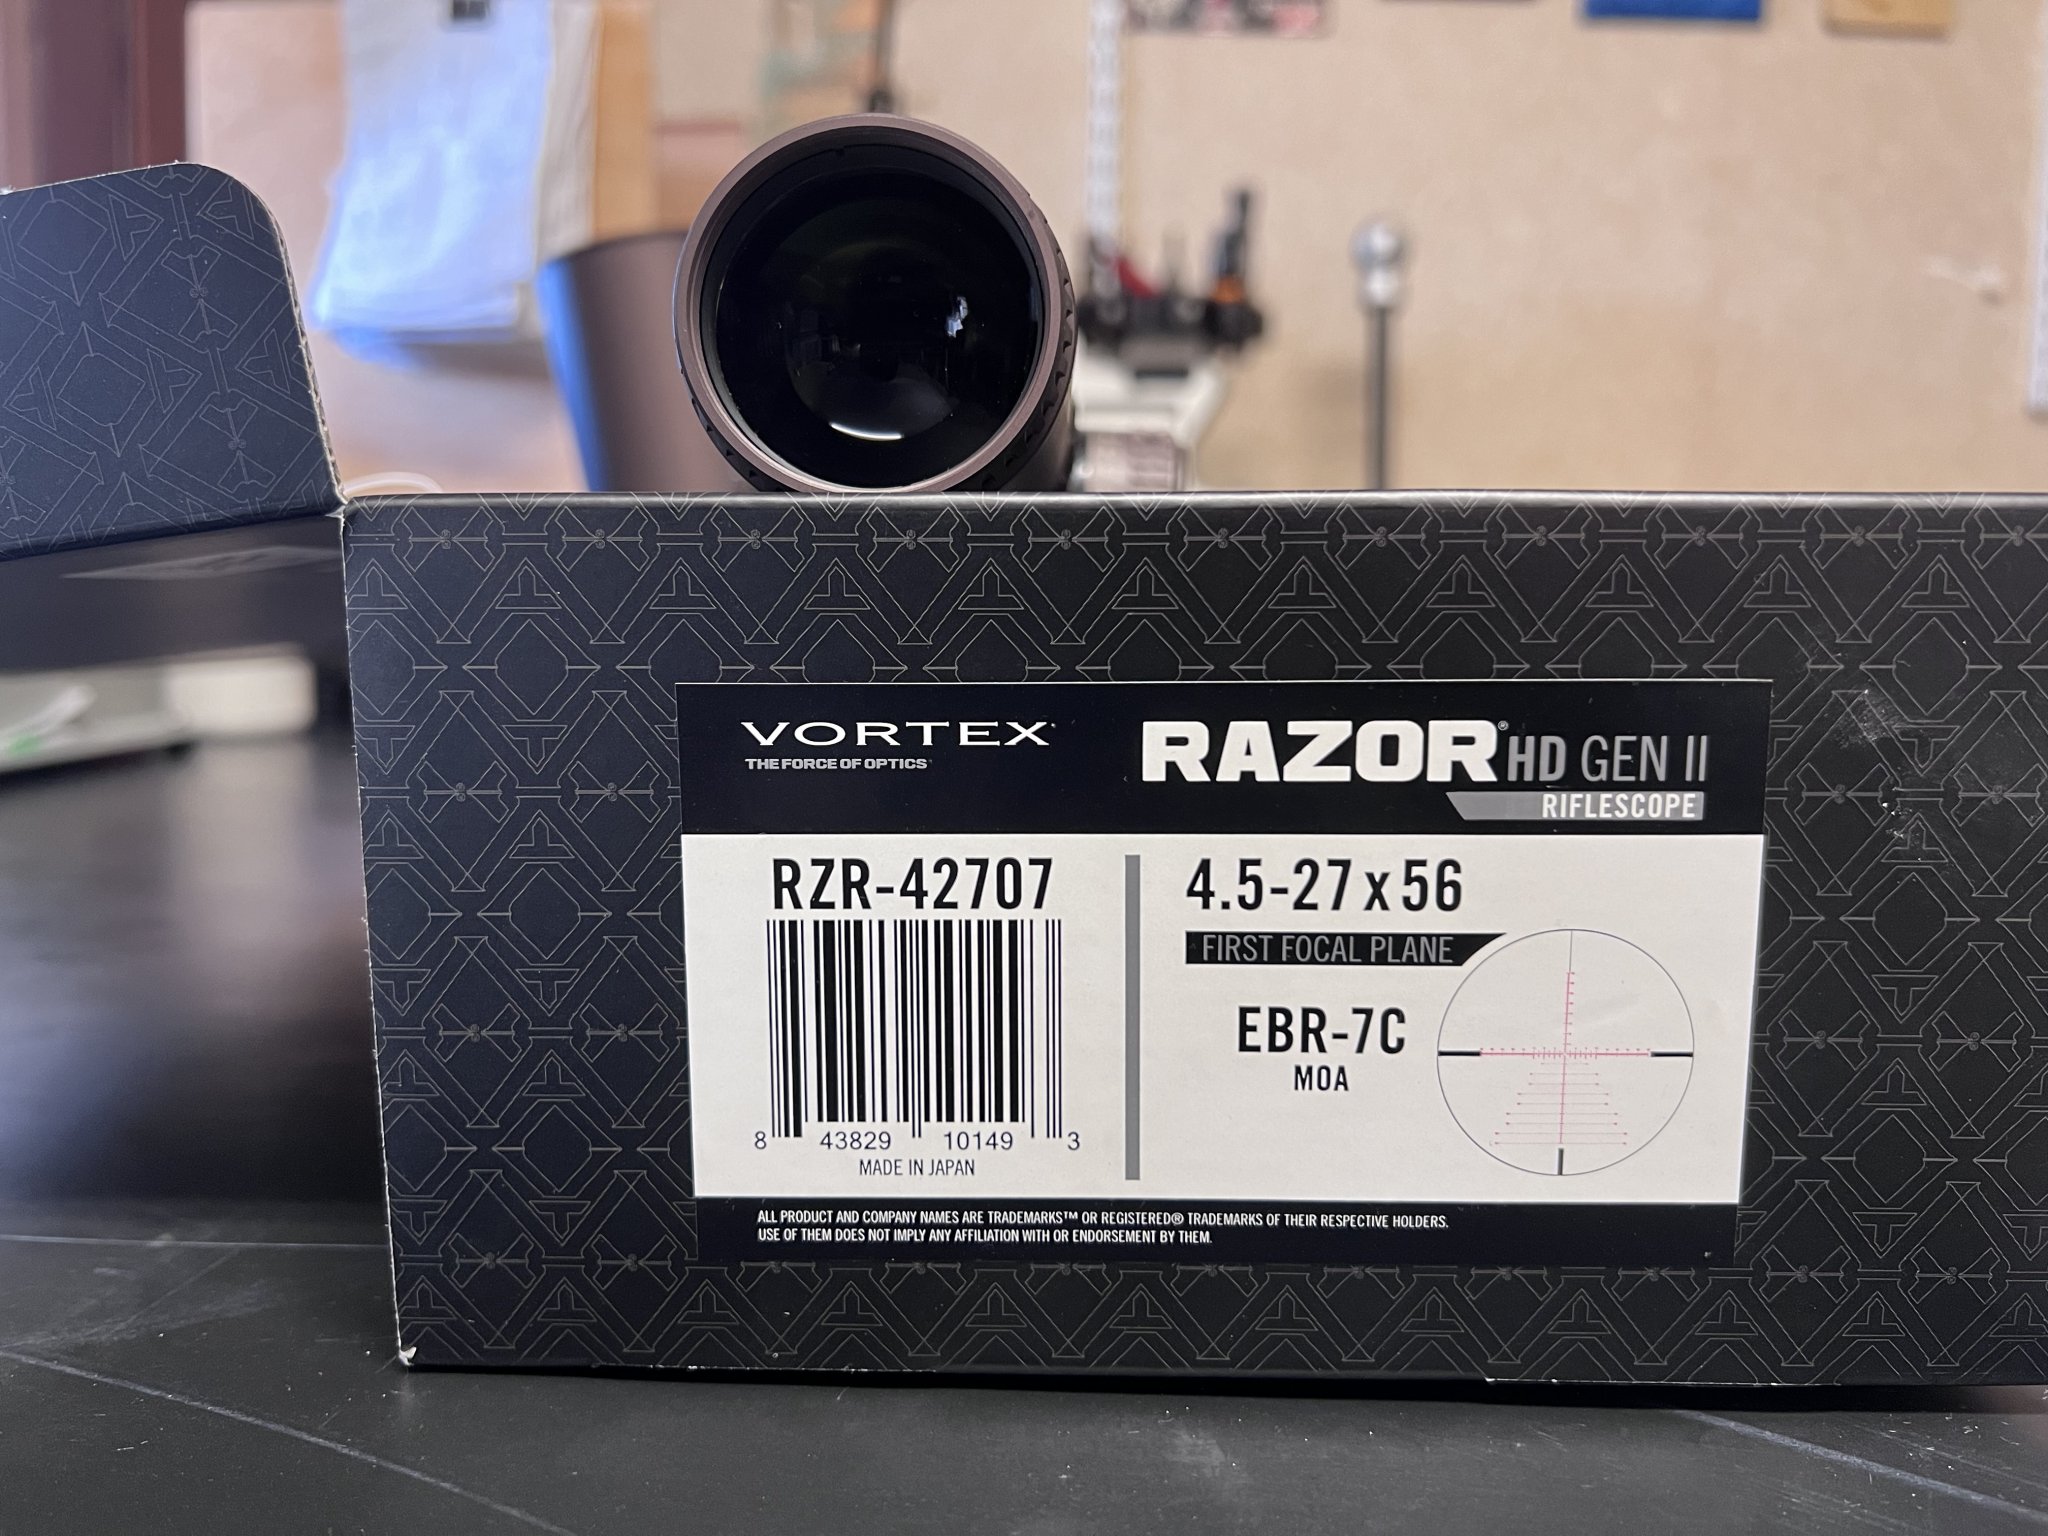 VORTEX®
THE FORCE OF OPTICS
RAZOR® HD GEN II
RIFLESCOPE
RZR-42707
8 43829 10149 3
MADE IN JAPAN
4.5-27 x 56
FIRST FOCAL PLANE
EBR-7C
MOA
ALL PRODUCT AND COMPANY NAMES ARE TRADEMARKS™ OR REGISTERED® TRADEMARKS OF THEIR RESPECTIVE HOLDERS.
USE OF THEM DOES NOT IMPLY ANY AFFILIATION WITH OR ENDORSEMENT BY THEM.